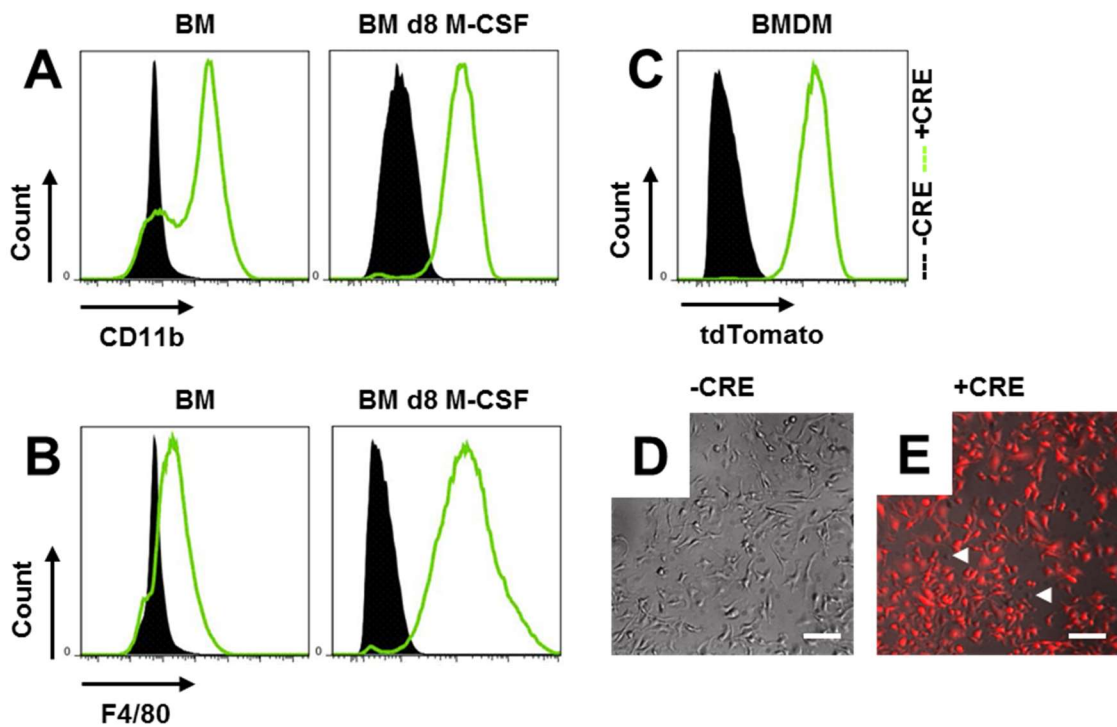 BM
BM d8 M-CSF
BMDM
A
C
Count
0
0
Count
0
--- -CRE --- +CRE
CD11b
tdTomato
BM
BM d8 M-CSF
-CRE
+CRE
B
D
E
Count
0
0
F4/80